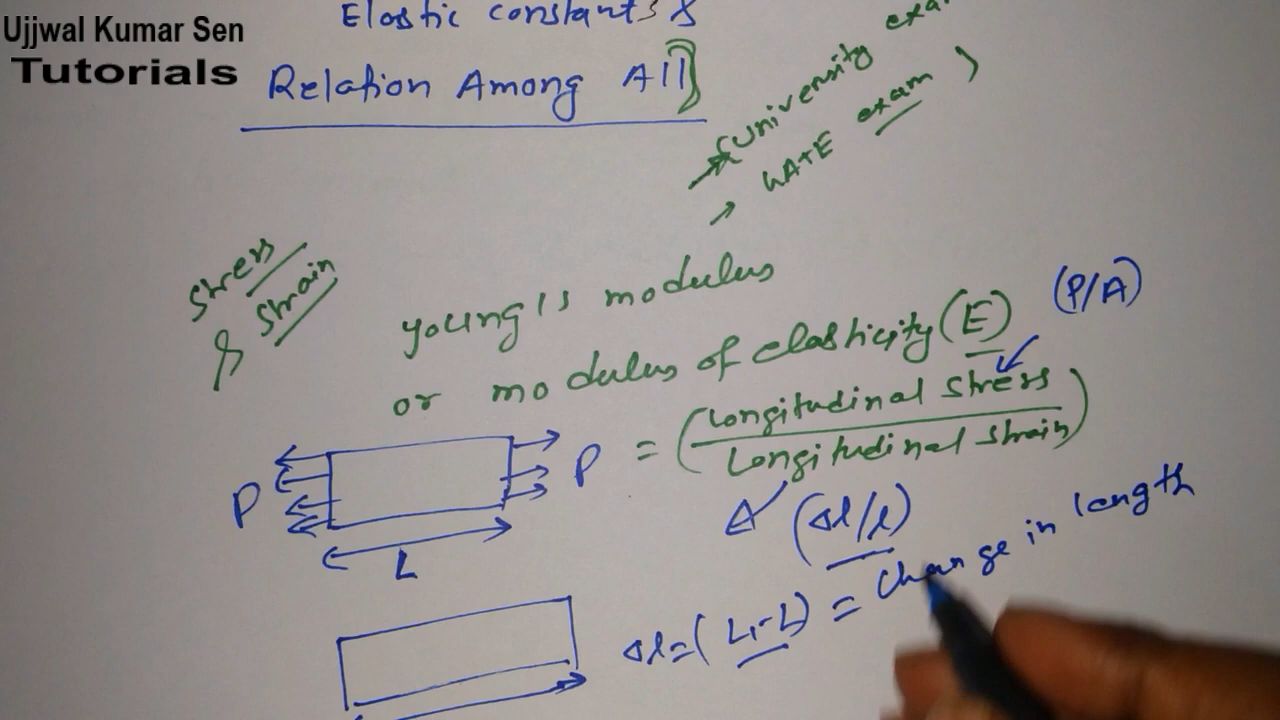 Ujjwal Kumar Sen
Tutorials
Elastic constants &
Relation Among All
→ (university exam
→ GATE exam )
Stress
& Strain
young's modulus
or modulus of elasticity (E)
(P/A)
= (Longitudinal Stress
Longitudinal Strain)
P
P
L
(Δl/l)
Δl=( L1-L) = Change in length